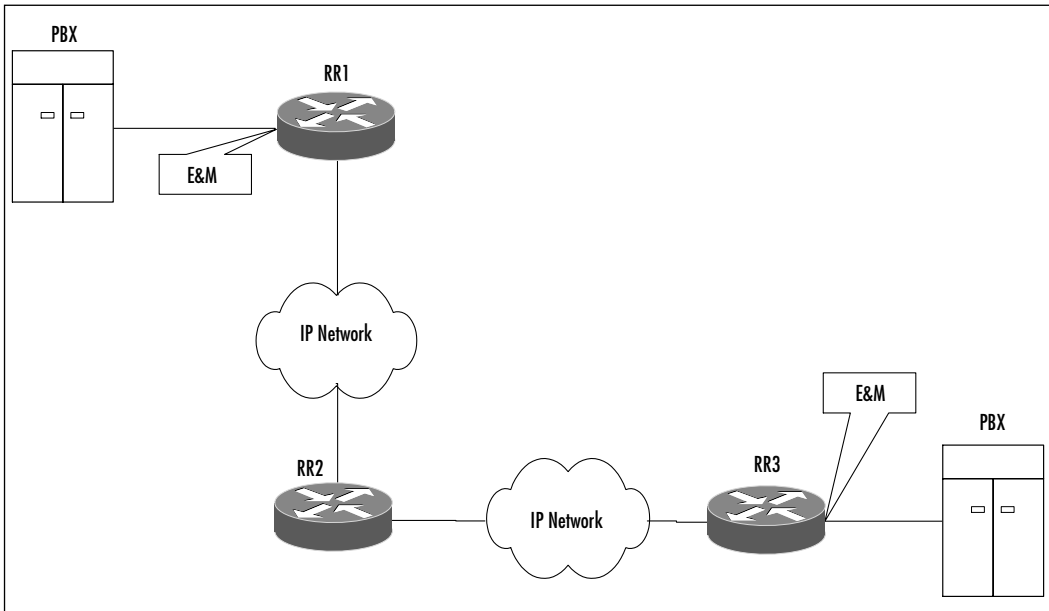 PBX
RR1
E&M
IP Network
E&M
PBX
RR2
RR3
IP Network